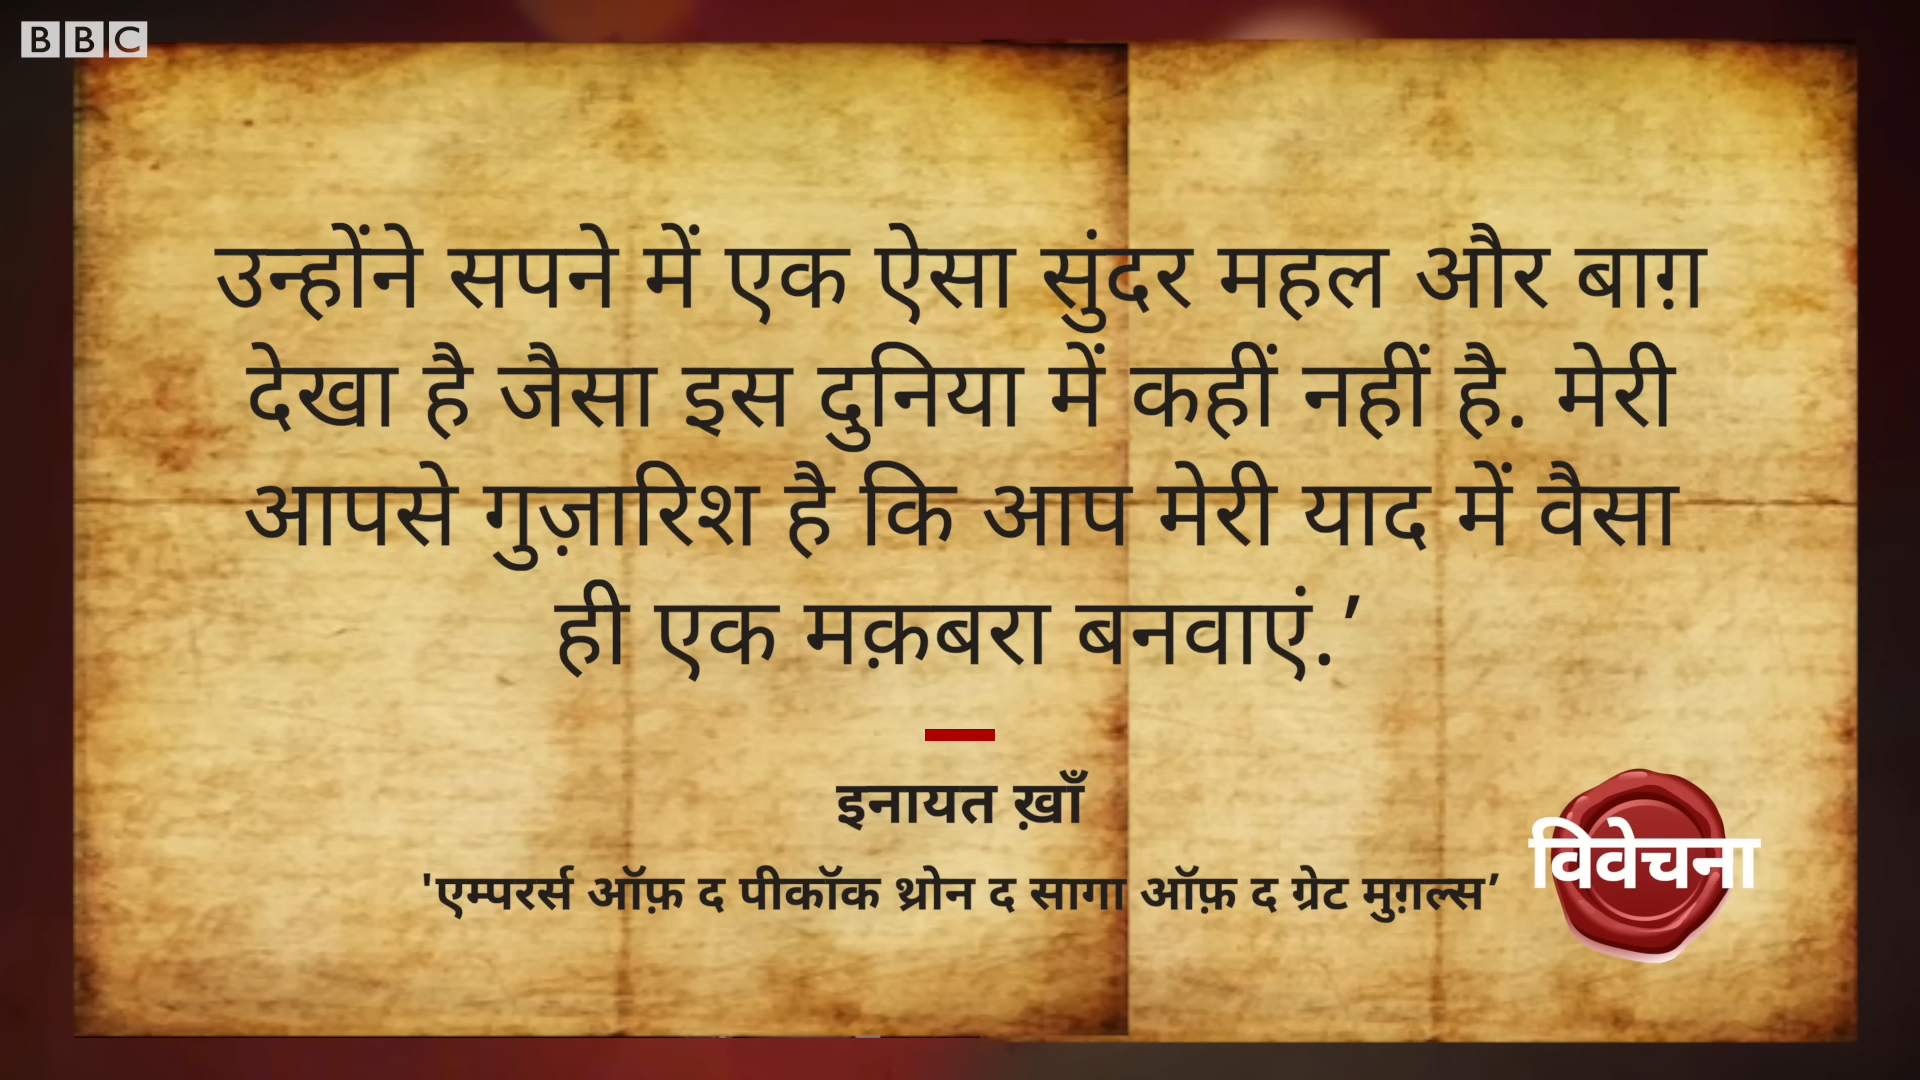 BBC
उन्होंने सपने में एक ऐसा सुंदर महल और बाग़
देखा है जैसा इस दुनिया में कहीं नहीं है. मेरी
आपसे गुज़ारिश है कि आप मेरी याद में वैसा
ही एक मक़बरा बनवाएं.’
इनायत ख़ाँ
'एम्परर्स ऑफ़ द पीकॉक थ्रोन द सागा ऑफ़ द ग्रेट मुग़ल्स’
विवेचना